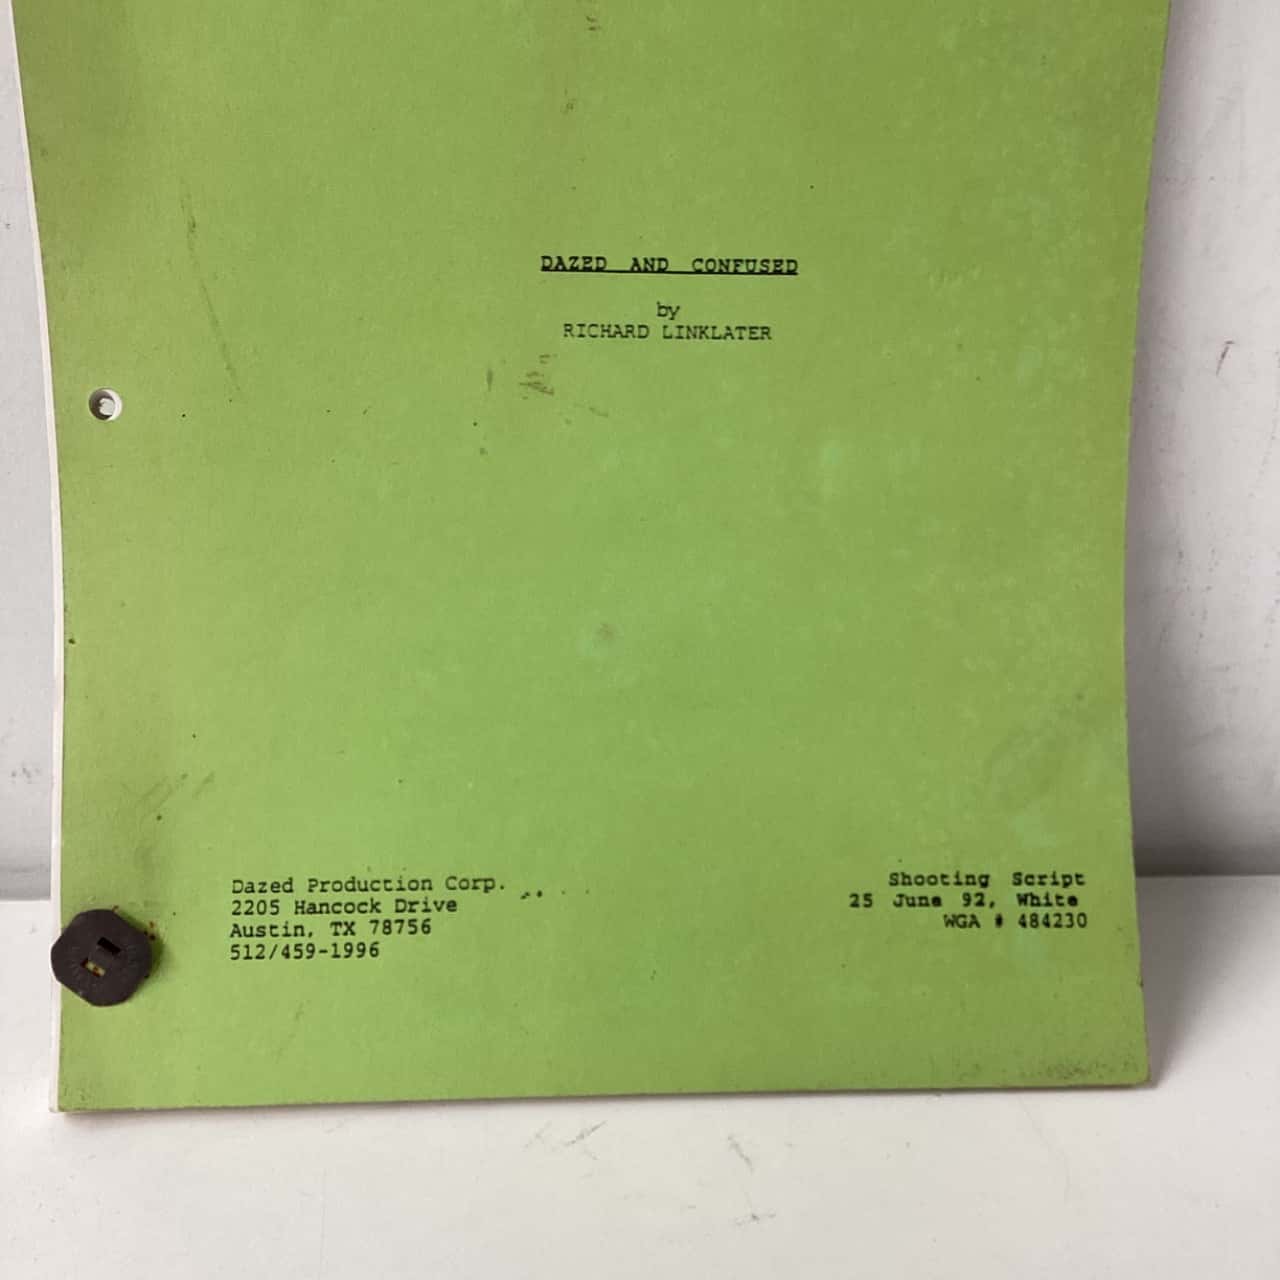 DAZED AND CONFUSED
by
RICHARD LINKLATER
Dazed Production Corp.
2205 Hancock Drive
Austin, TX 78756
512/459-1996
Shooting Script
25 June 92, White
WGA # 484230